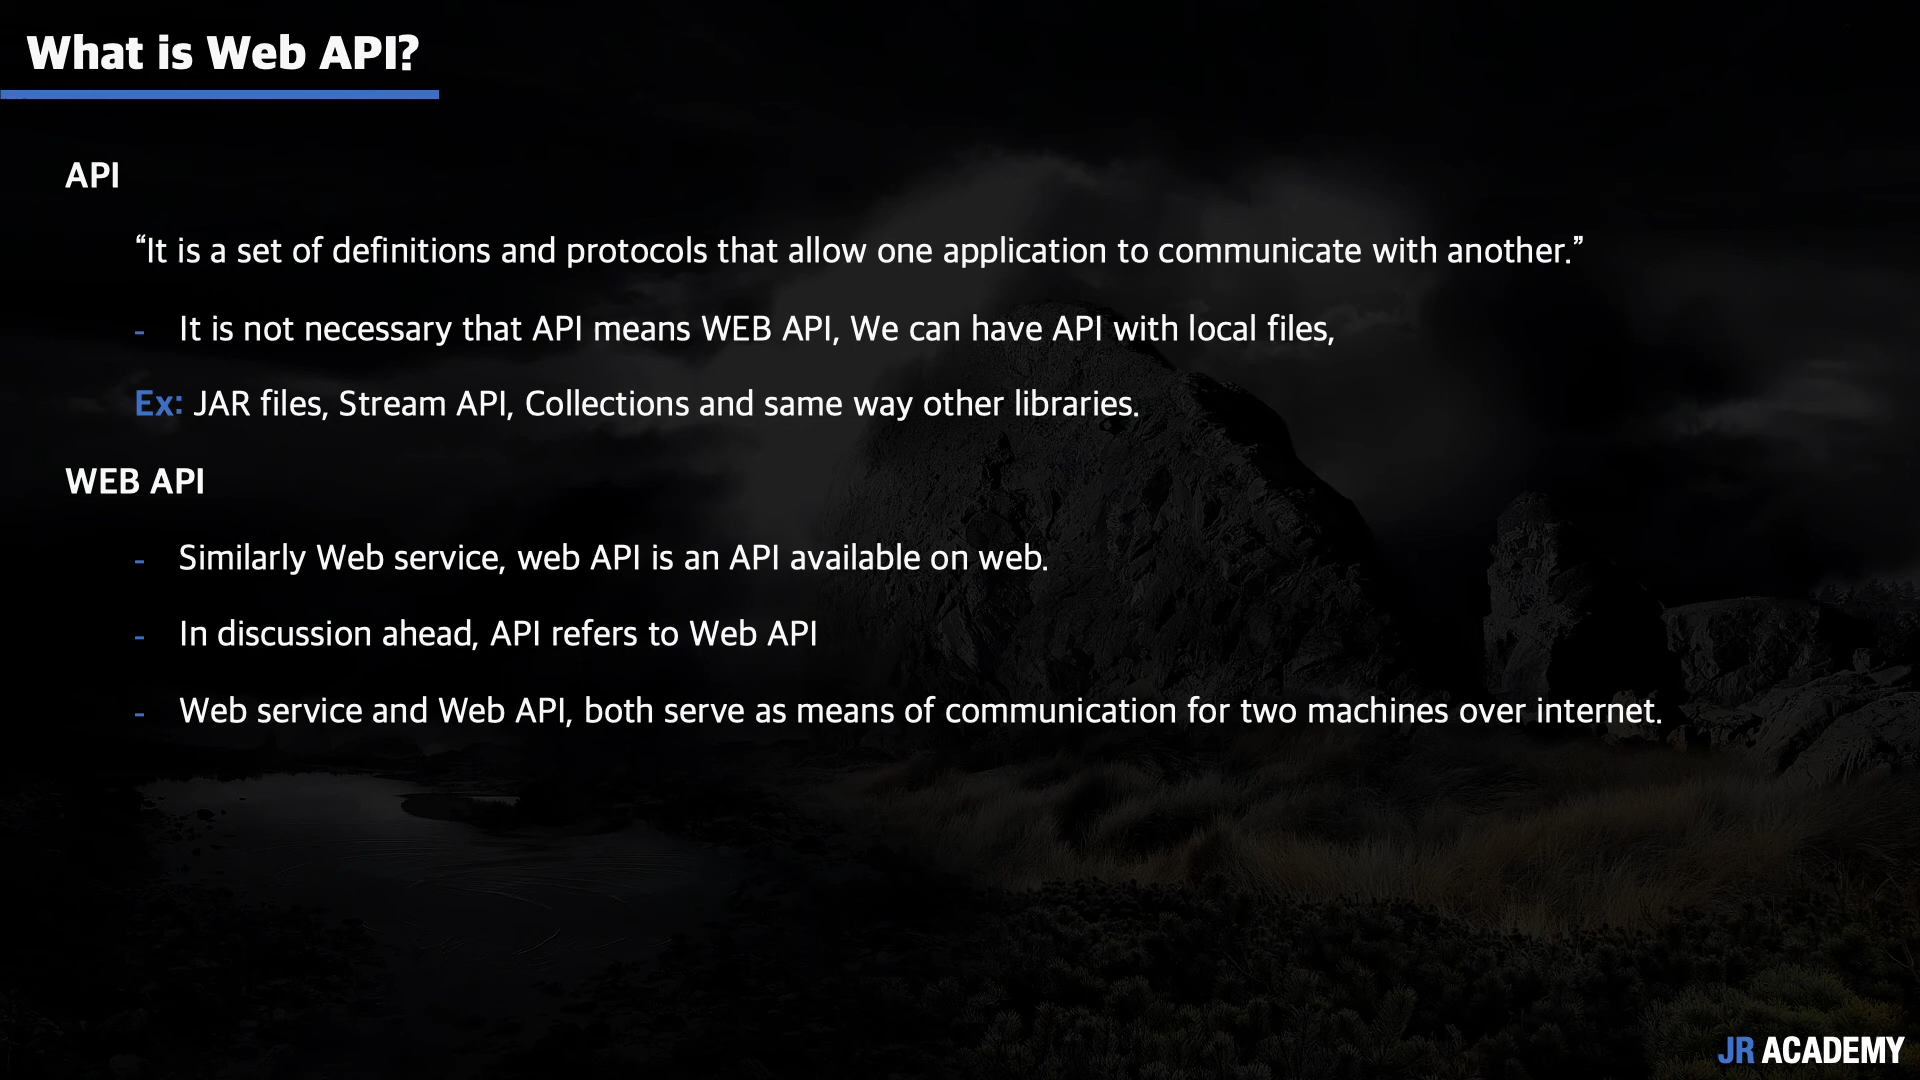 What is Web API?
API
“It is a set of definitions and protocols that allow one application to communicate with another.”
- It is not necessary that API means WEB API, We can have API with local files,
Ex: JAR files, Stream API, Collections and same way other libraries.
WEB API
- Similarly Web service, web API is an API available on web.
- In discussion ahead, API refers to Web API
- Web service and Web API, both serve as means of communication for two machines over internet.
JR ACADEMY